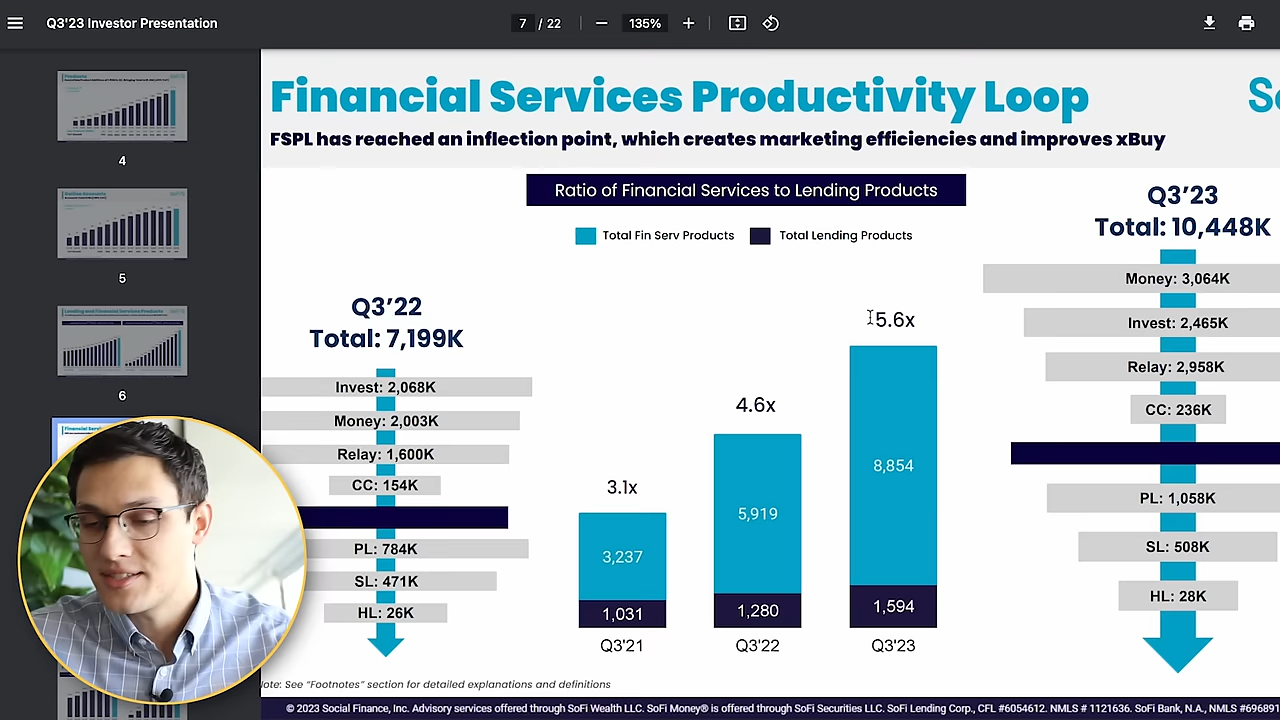 Q3'23 Investor Presentation
7 / 22
135%
4
5
6
Financial Services Productivity Loop
FSPL has reached an inflection point, which creates marketing efficiencies and improves xBuy
Ratio of Financial Services to Lending Products
Total Fin Serv Products
Total Lending Products
Q3'22
Total: 7,199K
Invest: 2,068K
Money: 2,003K
Relay: 1,600K
CC: 154K
PL: 784K
SL: 471K
HL: 26K
3.1x
3,237
1,031
Q3'21
4.6x
5,919
1,280
Q3'22
5.6x
8,854
1,594
Q3'23
Q3'23
Total: 10,448K
Money: 3,064K
Invest: 2,465K
Relay: 2,958K
CC: 236K
PL: 1,058K
SL: 508K
HL: 28K
ote: See "Footnotes" section for detailed explanations and definitions
© 2023 Social Finance, Inc. Advisory services offered through SoFi Wealth LLC. SoFi Money® is offered through SoFi Securities LLC. SoFi Lending Corp., CFL #6054612. NMLS # 1121636. SoFi Bank, N.A., NMLS #696891